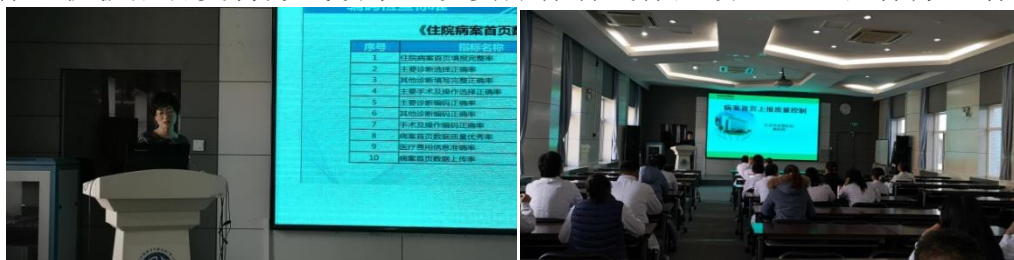 《住院病案首页数
序号 指标名称
1 住院病案首页填报完整率
2 主要诊断选择正确率
3 其他诊断填写完整正确率
4 主要手术及操作选择正确率
5 主要诊断编码正确率
6 其他诊断编码正确率
7 手术及操作编码正确率
8 病案首页数据质量优秀率
9 医疗费用信息准确率
10 病案首页数据上传率
病案首页上报质量控制